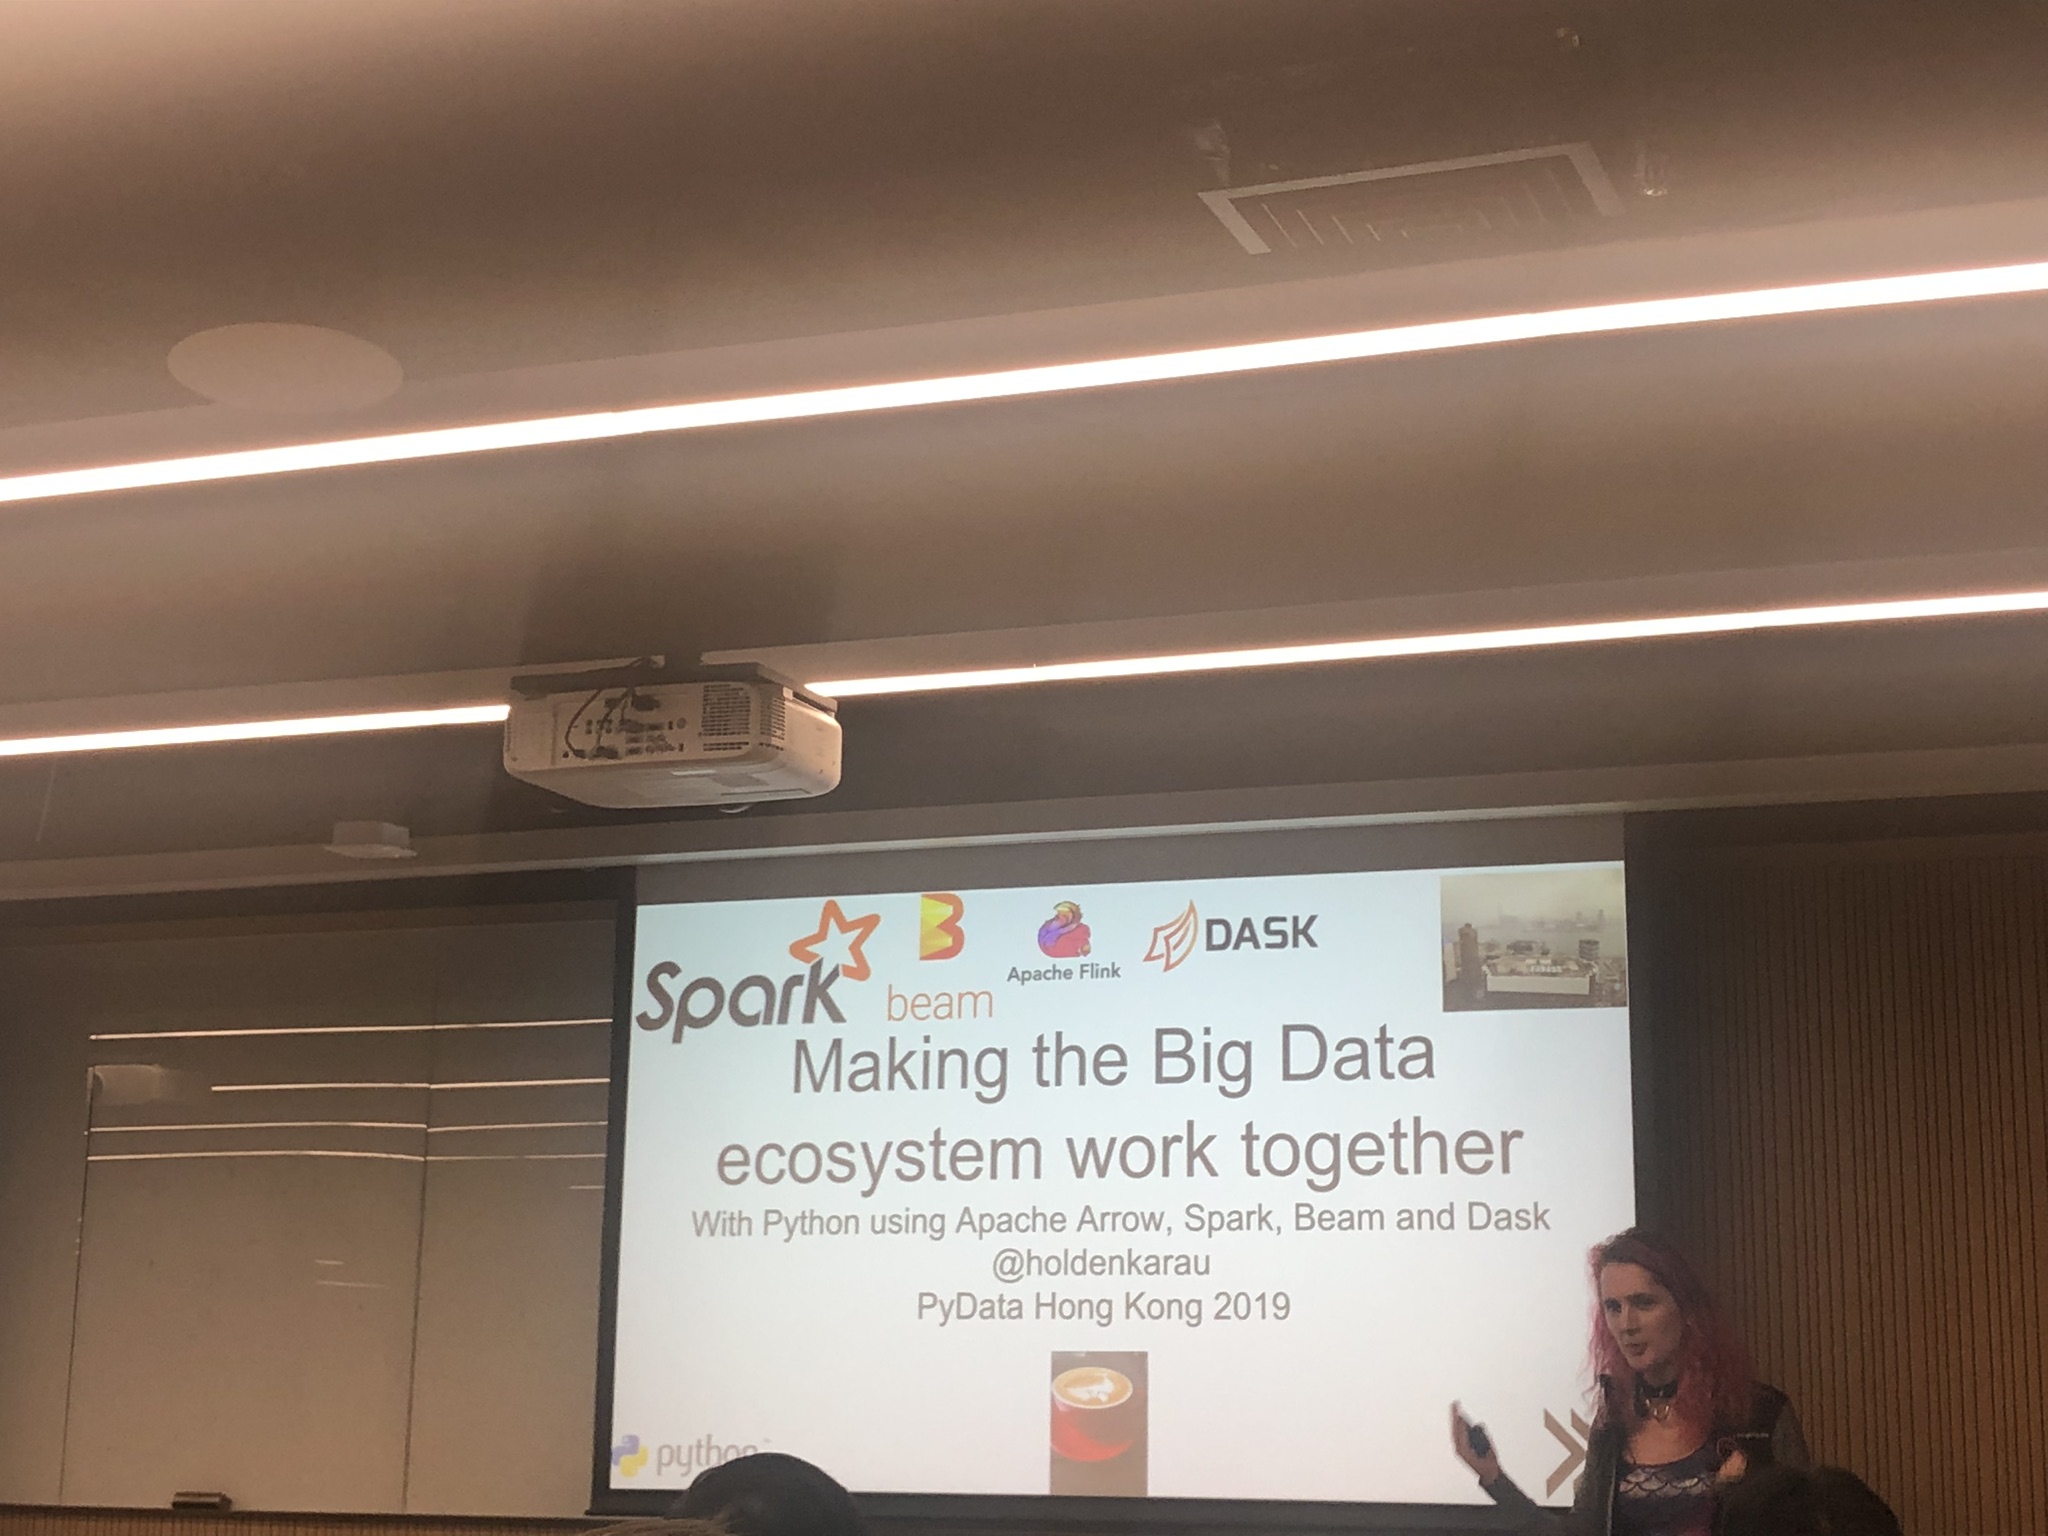 Spark
beam
Apache Flink
DASK
Making the Big Data
ecosystem work together
With Python using Apache Arrow, Spark, Beam and Dask
@holdenkarau
PyData Hong Kong 2019
python